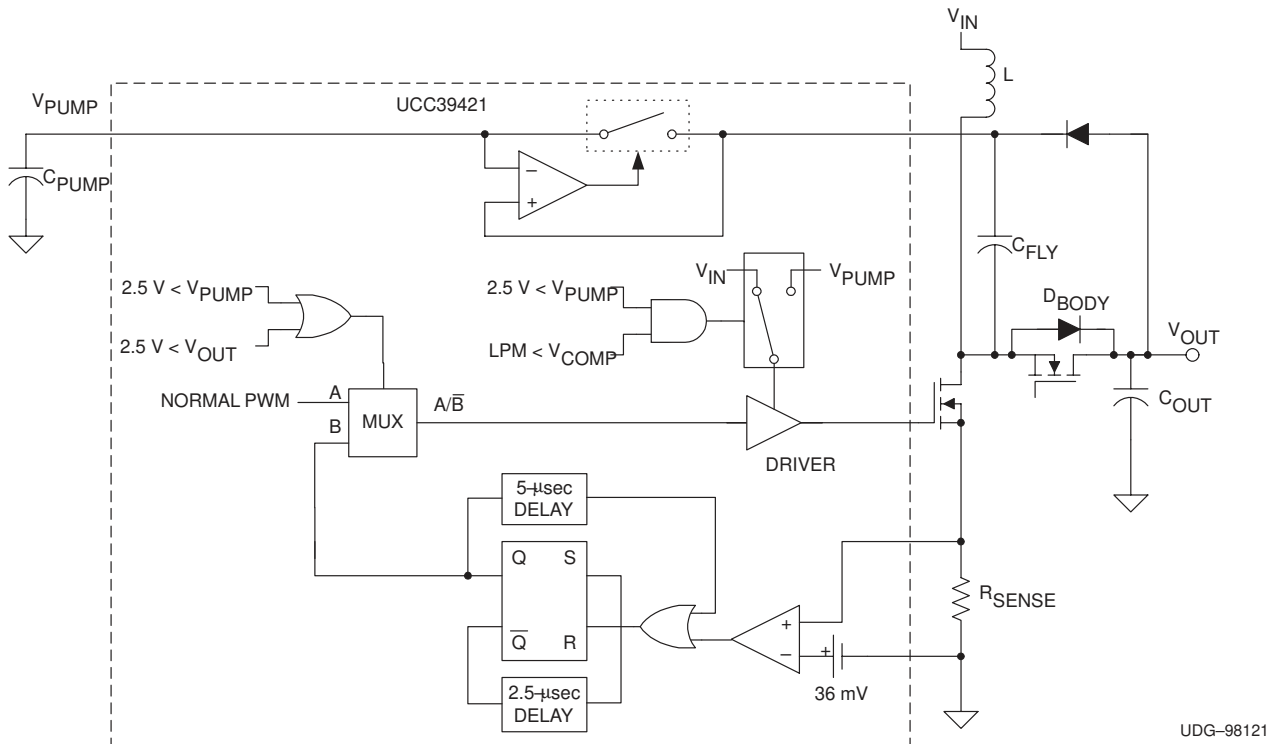 VIN
L
VPUMP
UCC39421
CPUMP
−
+
CFLY
2.5 V < VPUMP
2.5 V < VOUT
2.5 V < VPUMP
LPM < VCOMP
VIN
VPUMP
DBODY
VOUT
COUT
NORMAL PWM
A
B
MUX
A/B̅
DRIVER
5–μsec
DELAY
Q
S
Q̅
R
2.5–μsec
DELAY
+
−
+
36 mV
RSENSE
UDG–98121